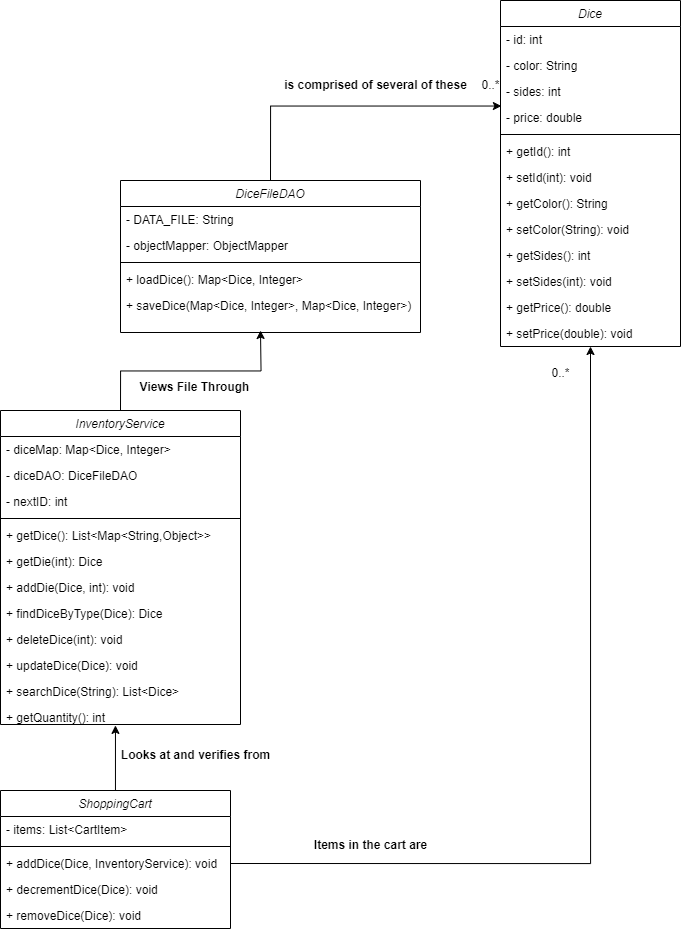 Dice
- id: int
- color: String
- sides: int
- price: double
+ getId(): int
+ setId(int): void
+ getColor(): String
+ setColor(String): void
+ getSides(): int
+ setSides(int): void
+ getPrice(): double
+ setPrice(double): void
is comprised of several of these
0..*
DiceFileDAO
- DATA_FILE: String
- objectMapper: ObjectMapper
+ loadDice(): Map<Dice, Integer>
+ saveDice(Map<Dice, Integer>, Map<Dice, Integer>)
0..*
Views File Through
InventoryService
- diceMap: Map<Dice, Integer>
- diceDAO: DiceFileDAO
- nextID: int
+ getDice(): List<Map<String,Object>>
+ getDie(int): Dice
+ addDie(Dice, int): void
+ findDiceByType(Dice): Dice
+ deleteDice(int): void
+ updateDice(Dice): void
+ searchDice(String): List<Dice>
+ getQuantity(): int
Looks at and verifies from
ShoppingCart
- items: List<CartItem>
+ addDice(Dice, InventoryService): void
+ decrementDice(Dice): void
+ removeDice(Dice): void
Items in the cart are